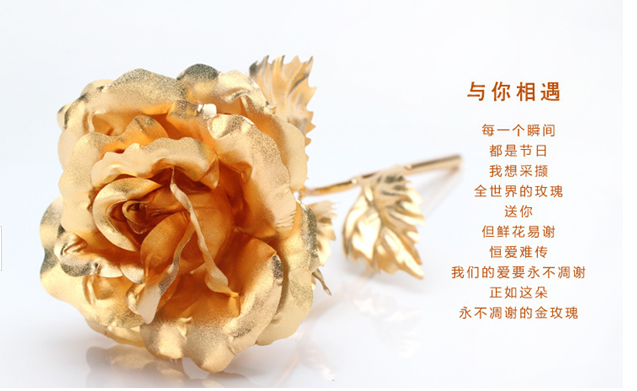 与你相遇
每一个瞬间
都是节日
我想采撷
全世界的玫瑰
送你
但鲜花易谢
恒爱难传
我们的爱要永不凋谢
正如这朵
永不凋谢的金玫瑰